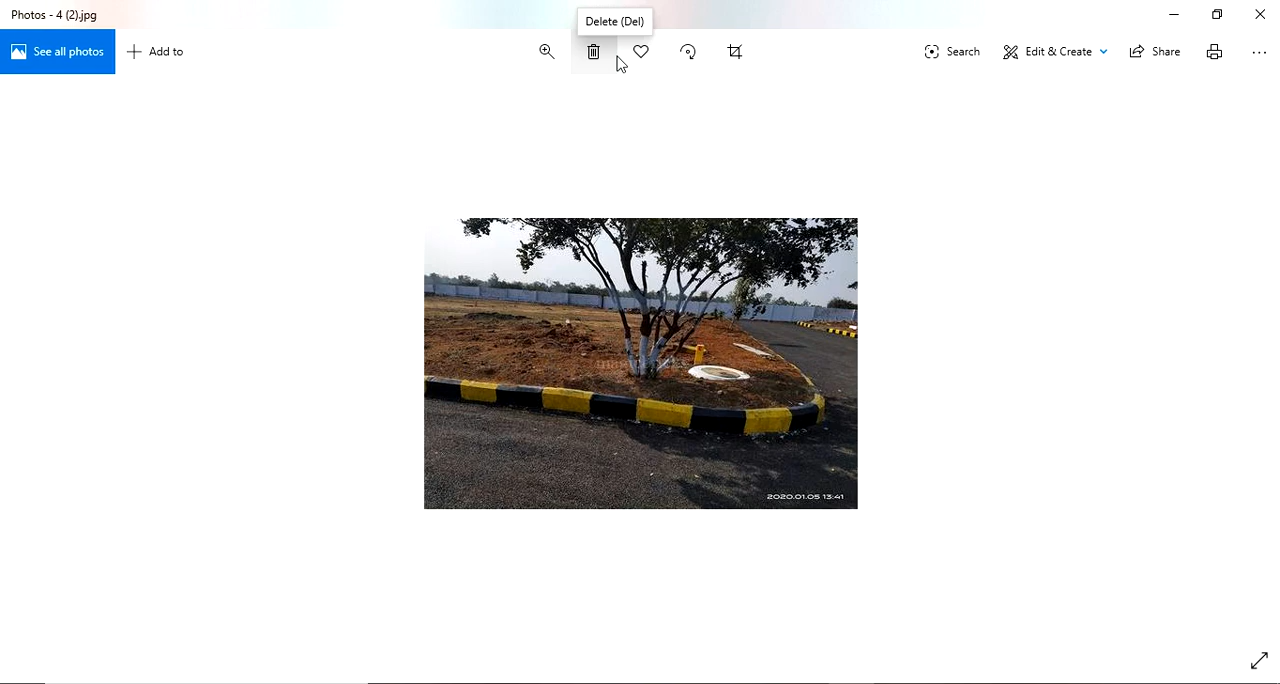 Photos - 4 (2).jpg
Delete (Del)
See all photos
Add to
Search
Edit & Create
Share
2020.01.05 13:41